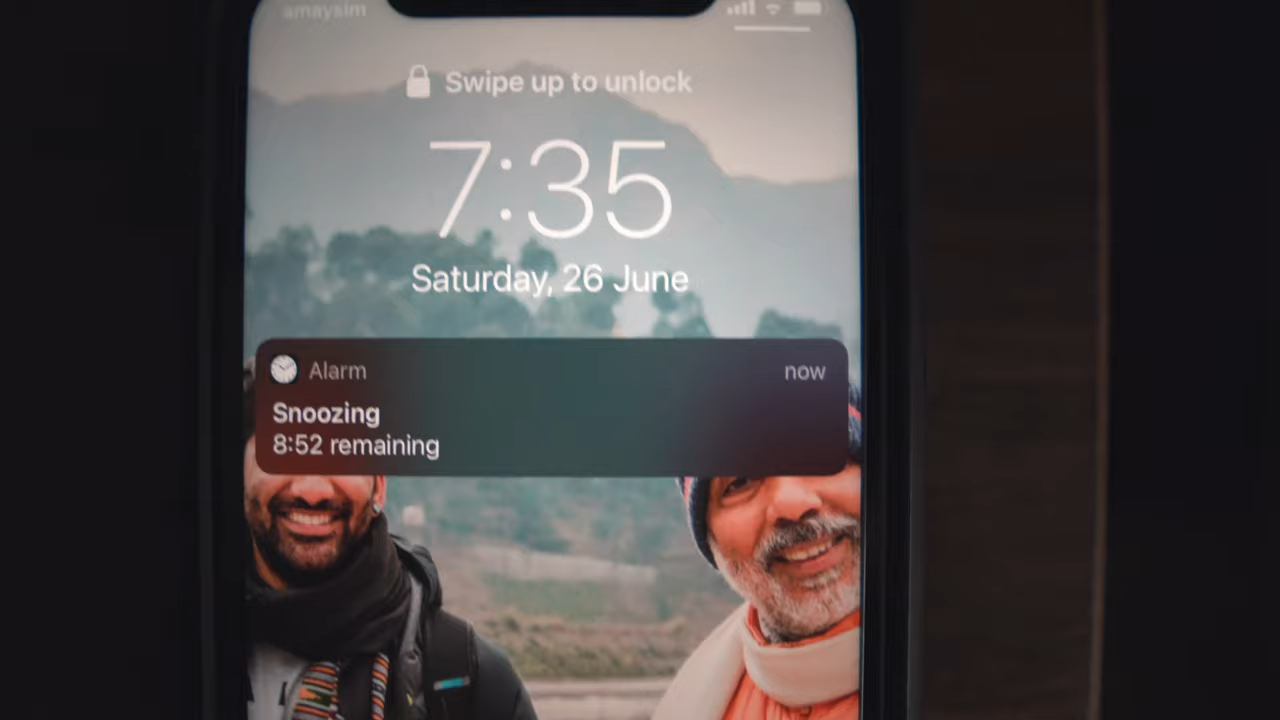 amaysim
Swipe up to unlock
7:35
Saturday, 26 June
Alarm
now
Snoozing
8:52 remaining